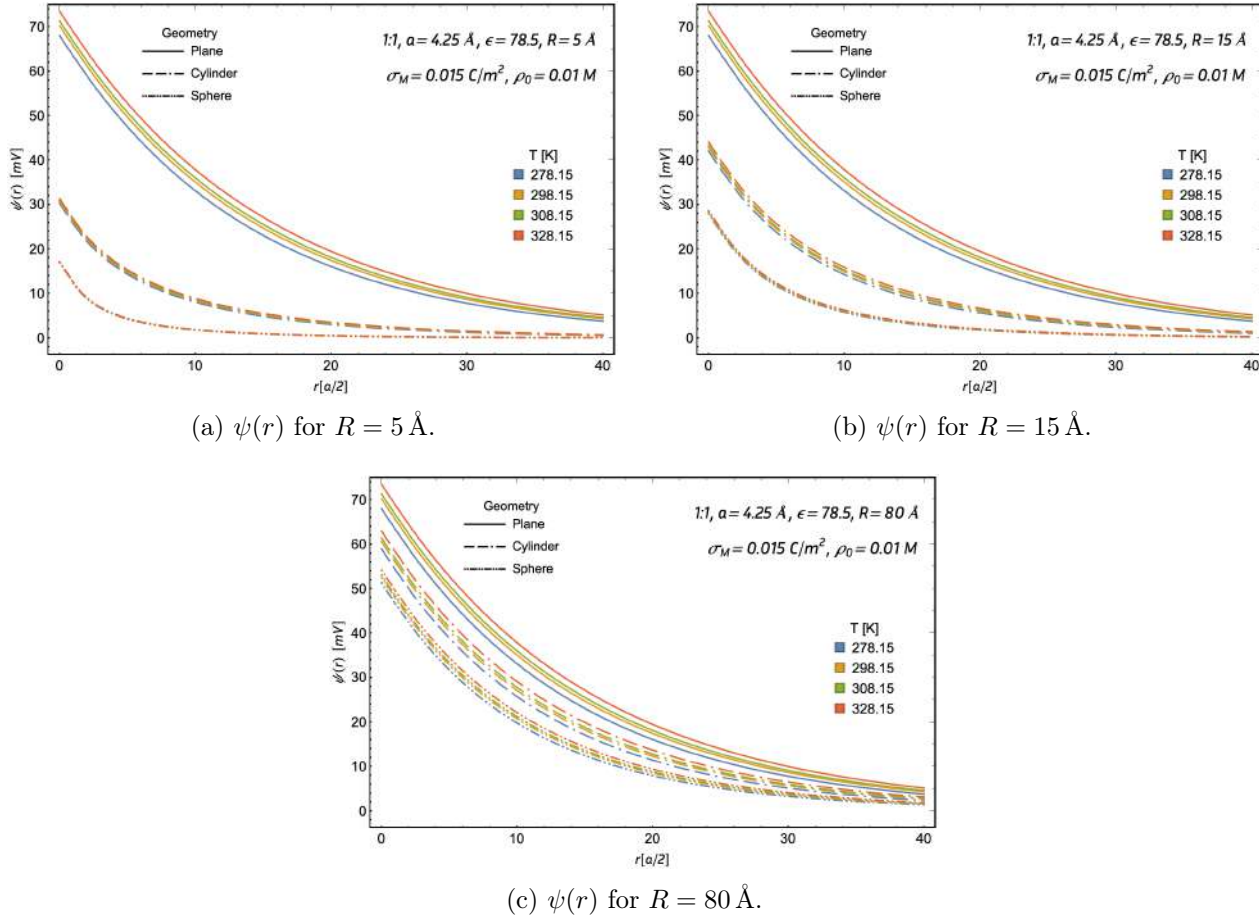 Geometry
Plane
Cylinder
Sphere
1:1, a= 4.25 Å, ϵ= 78.5, R= 5 Å
σM= 0.015 C/m², ρ0= 0.01 M
T [K]
278.15
298.15
308.15
328.15
ψ(r) [mV]
70
60
50
40
30
20
10
0
0 10 20 30 40
r[a/2]
(a) ψ(r) for R = 5 Å.
Geometry
Plane
Cylinder
Sphere
1:1, a= 4.25 Å, ϵ= 78.5, R= 15 Å
σM= 0.015 C/m², ρ0= 0.01 M
T [K]
278.15
298.15
308.15
328.15
ψ(r) [mV]
70
60
50
40
30
20
10
0
0 10 20 30 40
r[a/2]
(b) ψ(r) for R = 15 Å.
Geometry
Plane
Cylinder
Sphere
1:1, a= 4.25 Å, ϵ= 78.5, R= 80 Å
σM= 0.015 C/m², ρ0= 0.01 M
T [K]
278.15
298.15
308.15
328.15
ψ(r) [mV]
70
60
50
40
30
20
10
0
0 10 20 30 40
r[a/2]
(c) ψ(r) for R = 80 Å.